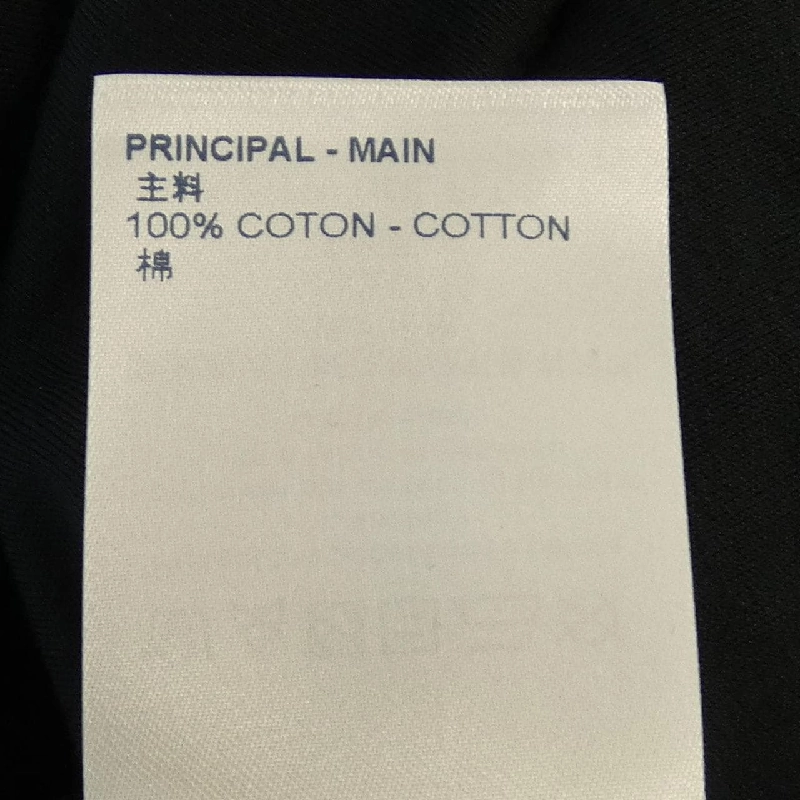 PRINCIPAL - MAIN
主料
100% COTON - COTTON
棉